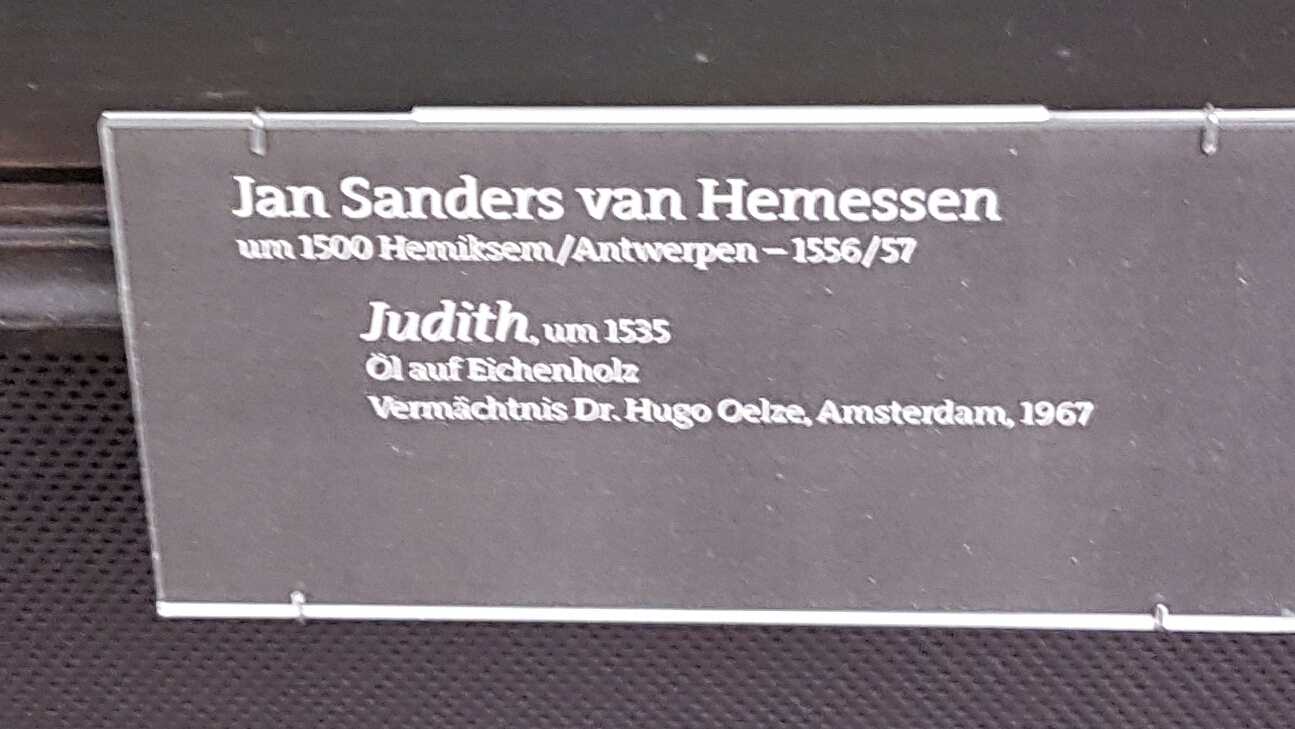 Jan Sanders van Hemessen
um 1500 Hemiksem/Antwerpen – 1556/57
Judith, um 1535
Öl auf Eichenholz
Vermächtnis Dr. Hugo Oelze, Amsterdam, 1967